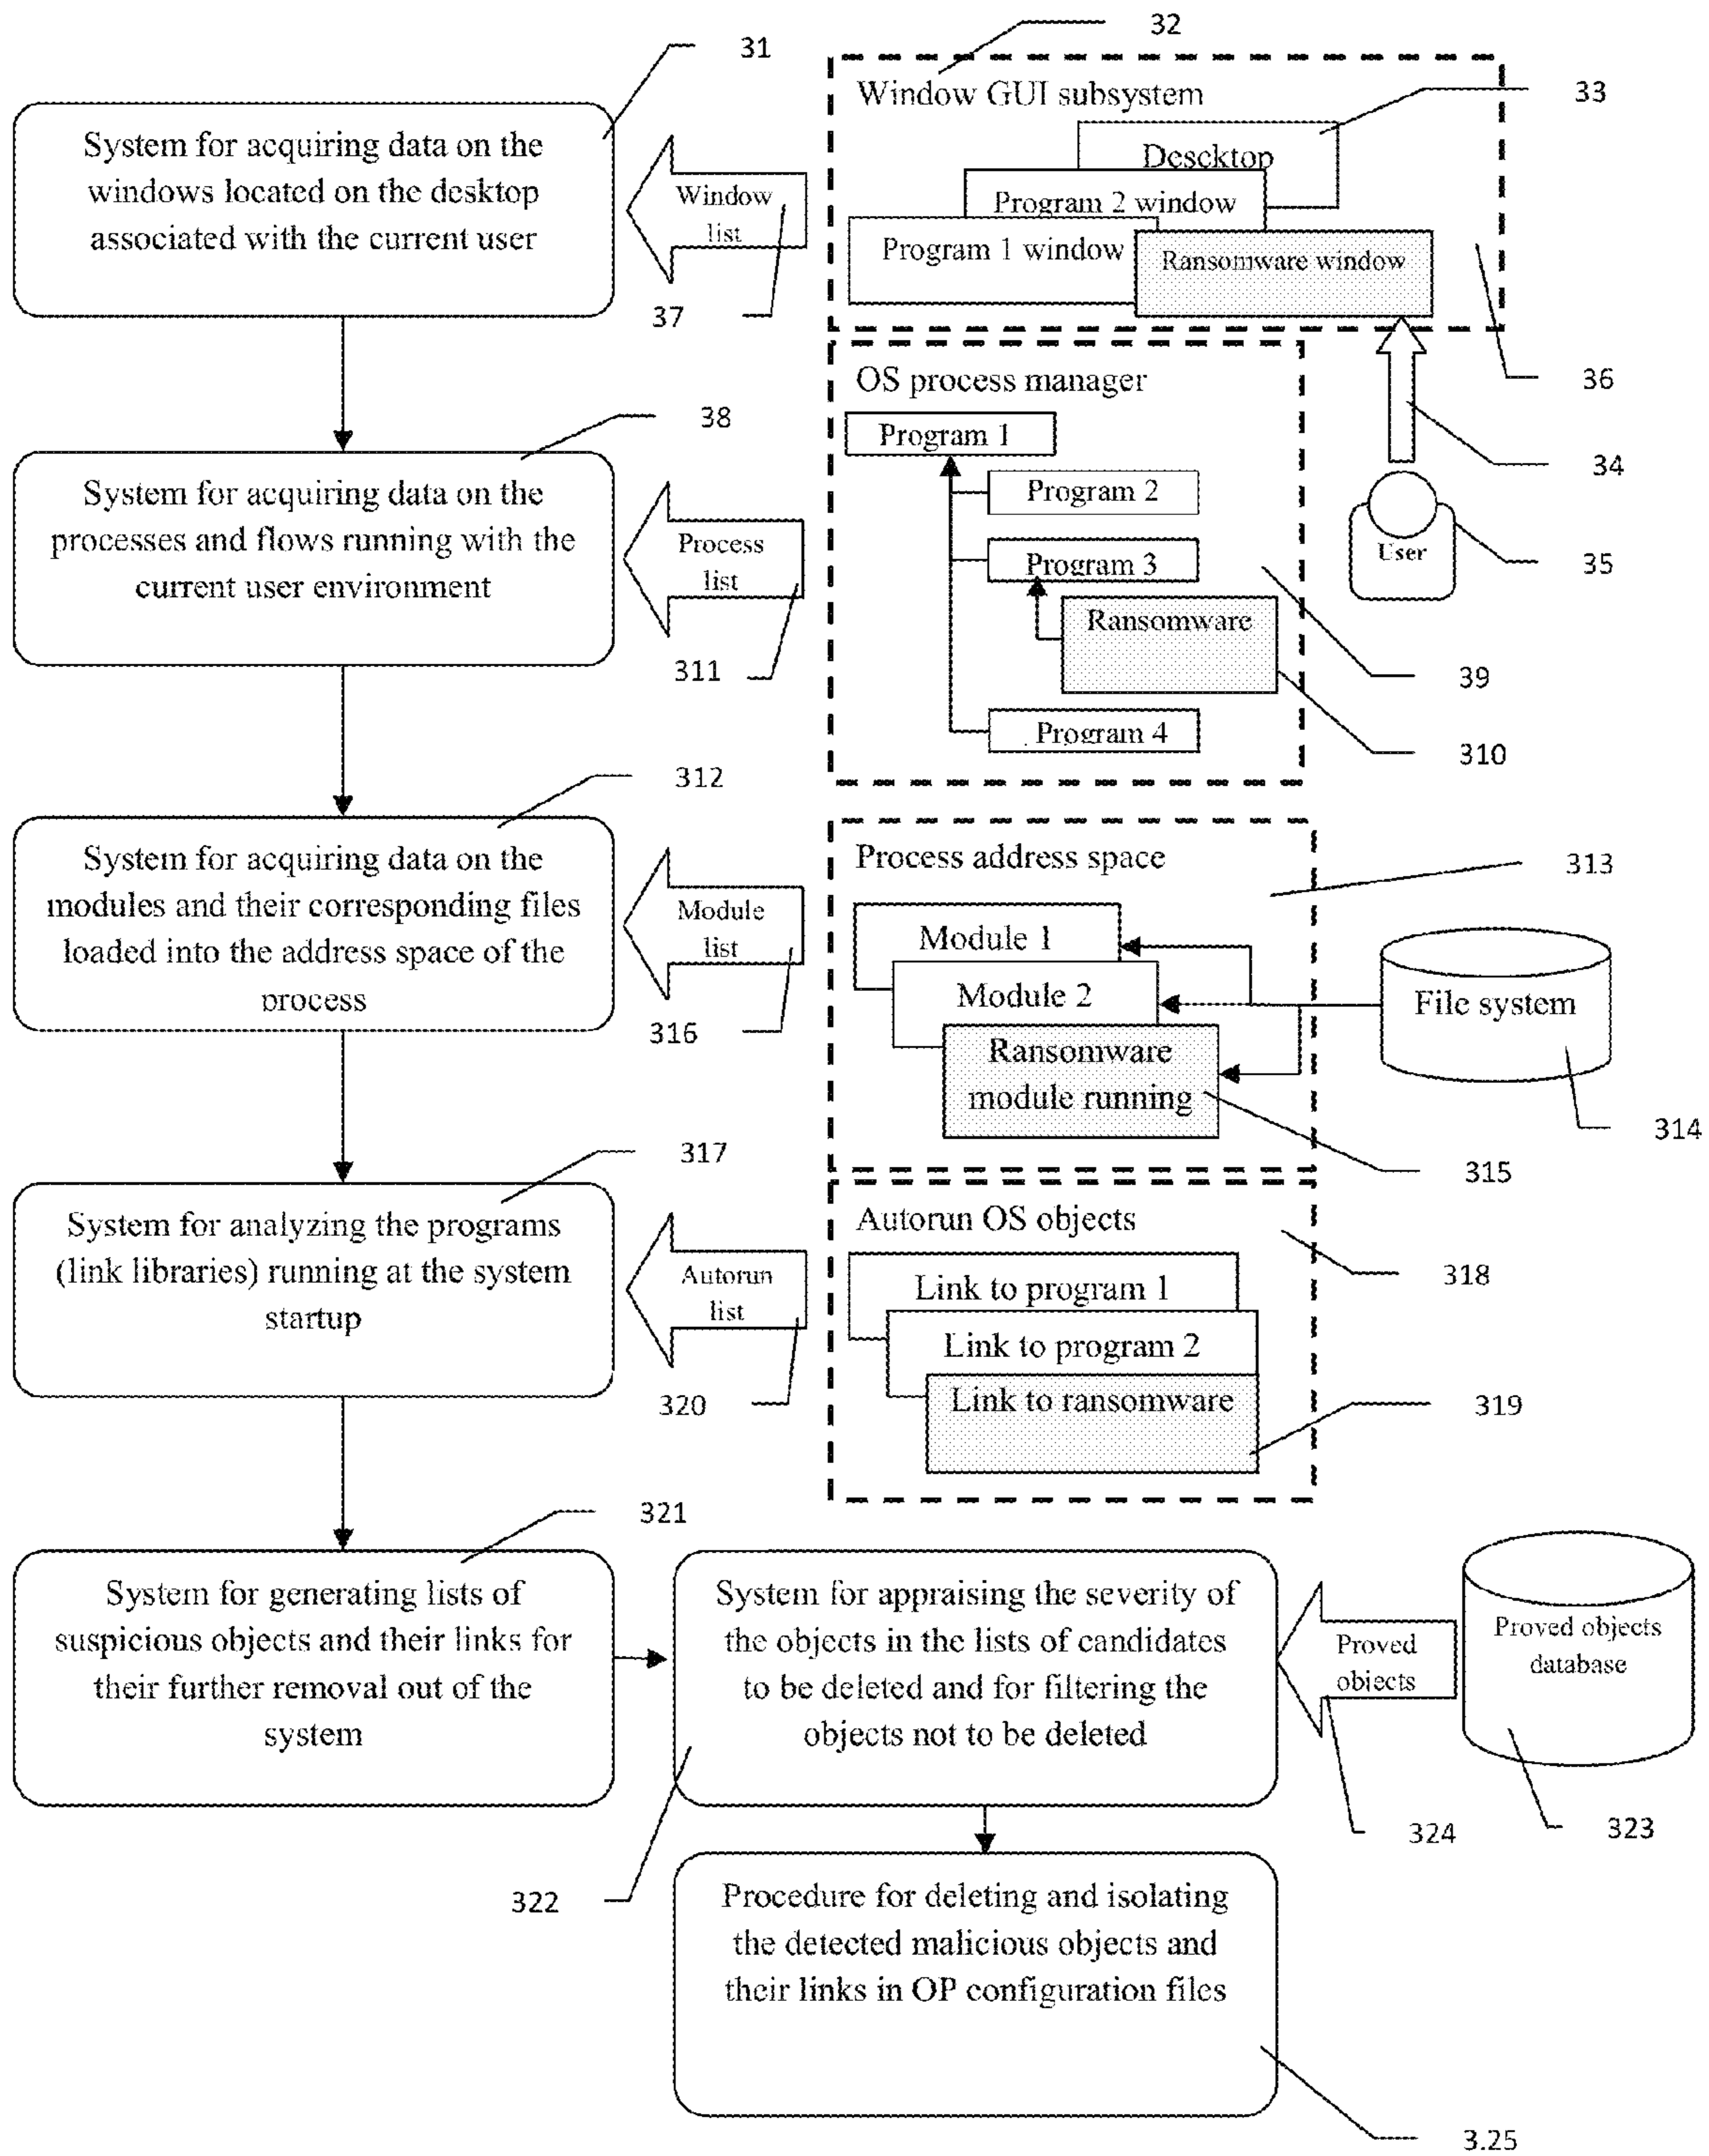 31
32
Window GUI subsystem
33
Descktop
Program 2 window
Program 1 window
Ransomware window
System for acquiring data on the
windows located on the desktop
associated with the current user
Window
list
37
36
OS process manager
Program 1
Program 2
Program 3
Ransomware
Program 4
34
User
35
39
310
38
System for acquiring data on the
processes and flows running with the
current user environment
Process
list
311
312
System for acquiring data on the
modules and their corresponding files
loaded into the address space of the
process
Module
list
316
Process address space
Module 1
Module 2
Ransomware
module running
313
File system
314
315
317
System for analyzing the programs
(link libraries) running at the system
startup
Autorun
list
320
Autorun OS objects
Link to program 1
Link to program 2
Link to ransomware
318
319
321
System for generating lists of
suspicious objects and their links for
their further removal out of the
system
System for appraising the severity of
the objects in the lists of candidates
to be deleted and for filtering the
objects not to be deleted
Proved
objects
Proved objects
database
324
323
322
Procedure for deleting and isolating
the detected malicious objects and
their links in OP configuration files
3.25